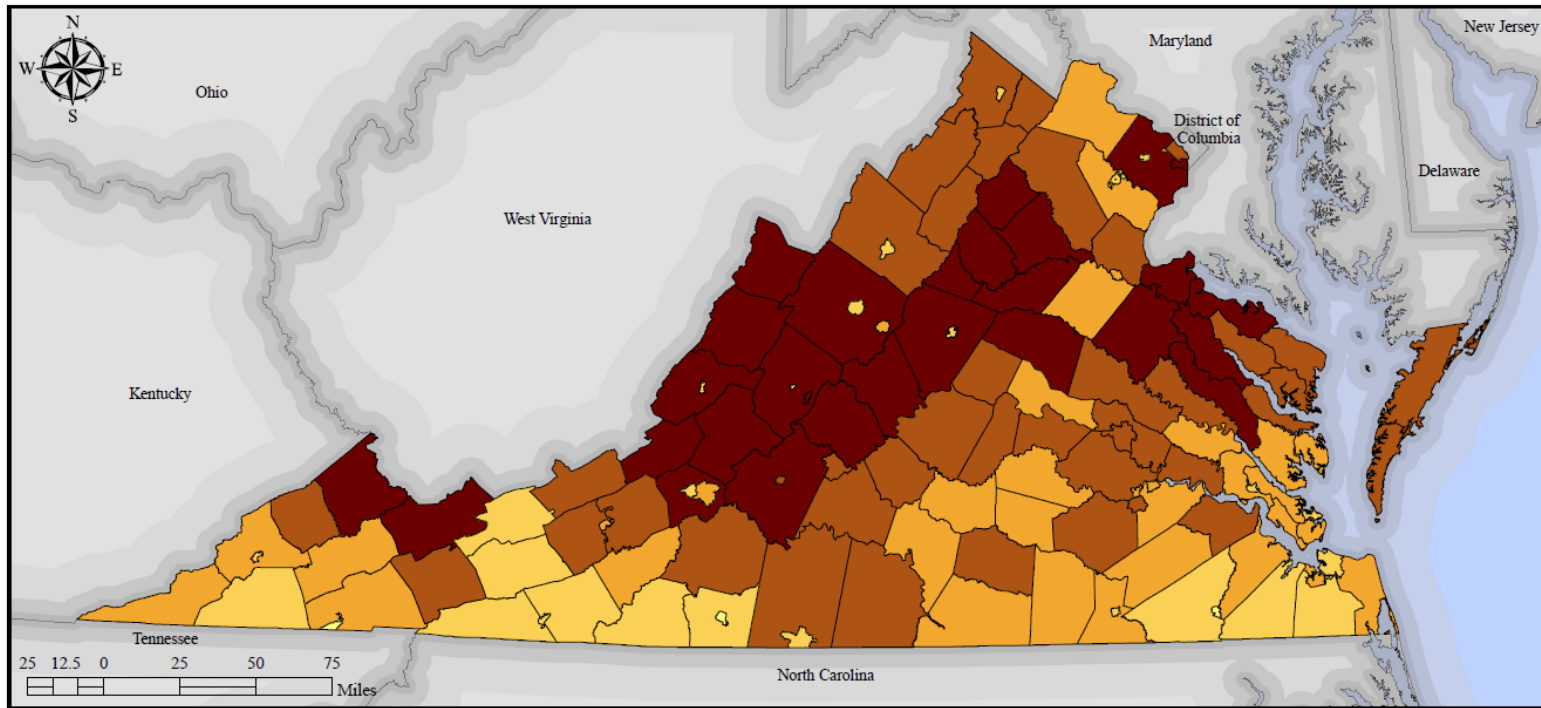 N
W E
S
Ohio
Maryland
New Jersey
District of
Columbia
Delaware
West Virginia
Kentucky
Tennessee
North Carolina
25 12.5 0 25 50 75
Miles